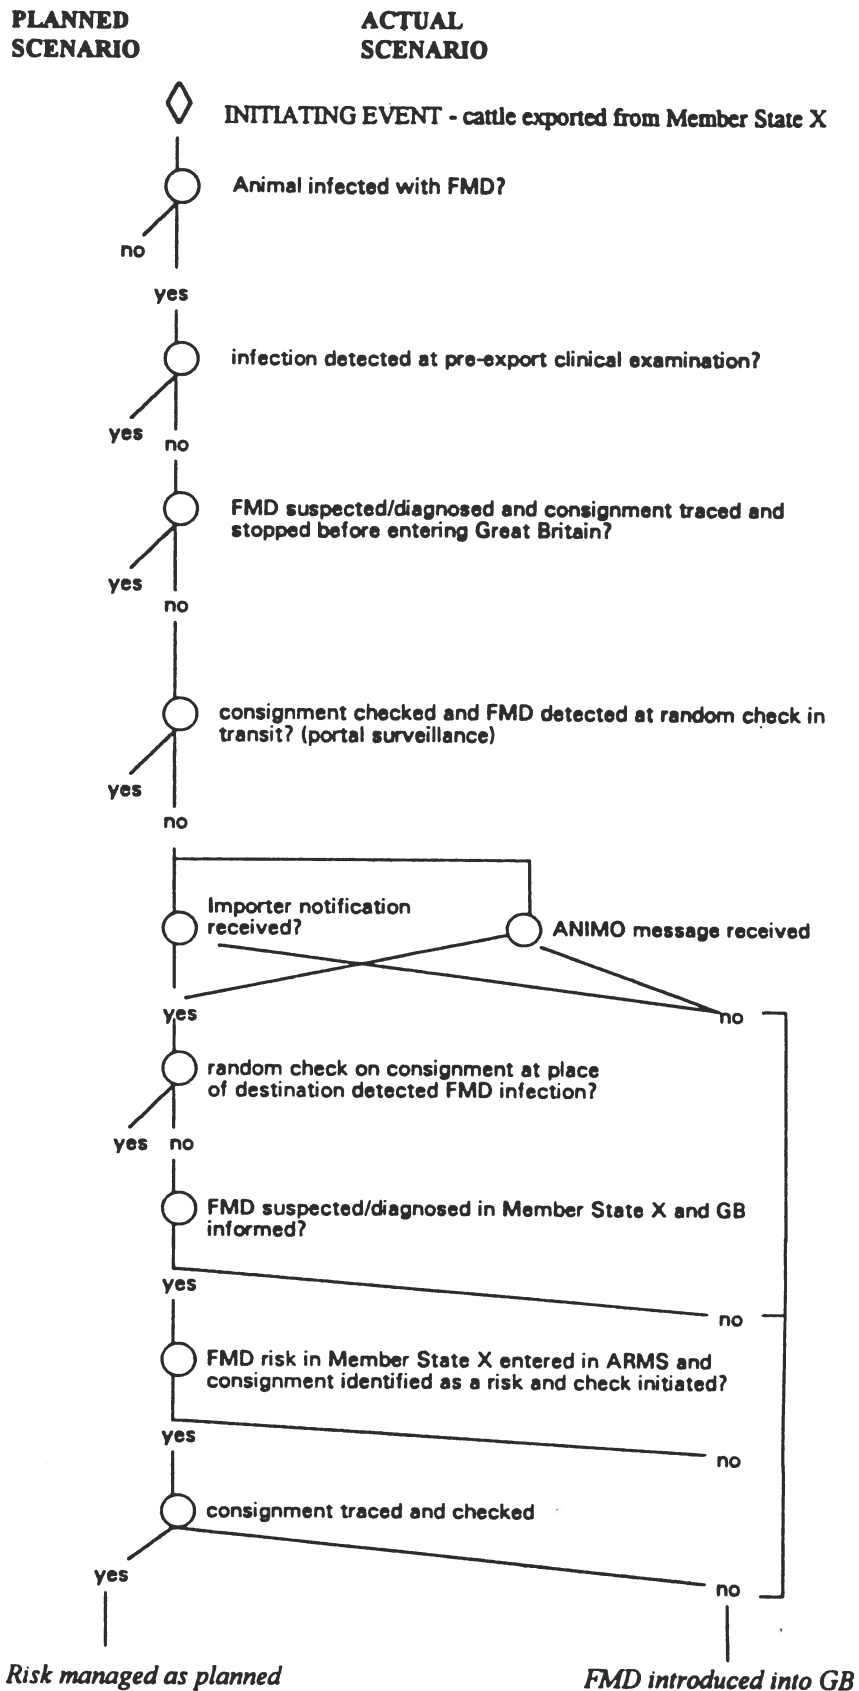 PLANNED
SCENARIO
ACTUAL
SCENARIO
INITIATING EVENT - cattle exported from Member State X
Animal infected with FMD?
no
yes
infection detected at pre-export clinical examination?
yes
no
FMD suspected/diagnosed and consignment traced and
stopped before entering Great Britain?
yes
no
consignment checked and FMD detected at random check in
transit? (portal surveillance)
yes
no
Importer notification
received?
ANIMO message received
yes
no
random check on consignment at place
of destination detected FMD infection?
yes
no
FMD suspected/diagnosed in Member State X and GB
informed?
yes
no
FMD risk in Member State X entered in ARMS and
consignment identified as a risk and check initiated?
yes
no
consignment traced and checked
yes
no
Risk managed as planned
FMD introduced into GB